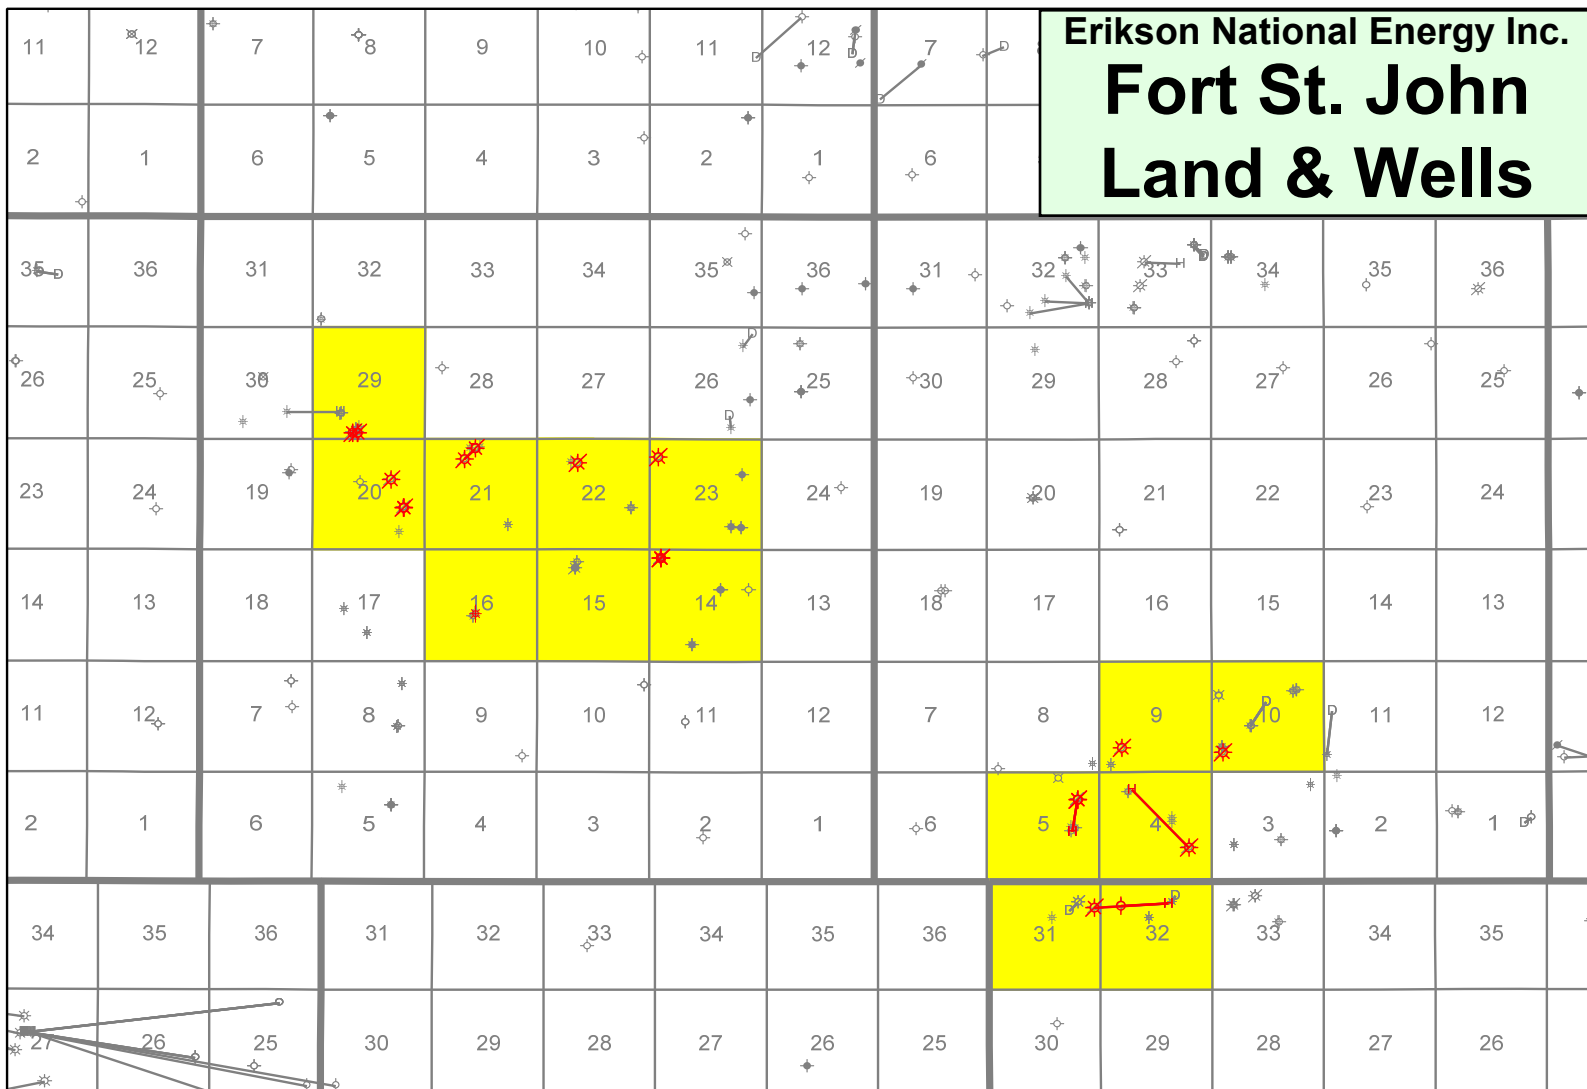 Erikson National Energy Inc.
Fort St. John
Land & Wells
11 12 7 8 9 10 11 12 7
2 1 6 5 4 3 2 1 6
35 36 31 32 33 34 35 36 31 32 33 34 35 36
26 25 30 29 28 27 26 25 30 29 28 27 26 25
23 24 19 20 21 22 23 24 19 20 21 22 23 24
14 13 18 17 16 15 14 13 18 17 16 15 14 13
11 12 7 8 9 10 11 12 7 8 9 10 11 12
2 1 6 5 4 3 2 1 6 5 4 3 2 1
34 35 36 31 32 33 34 35 36 31 32 33 34 35
27 26 25 30 29 28 27 26 25 30 29 28 27 26